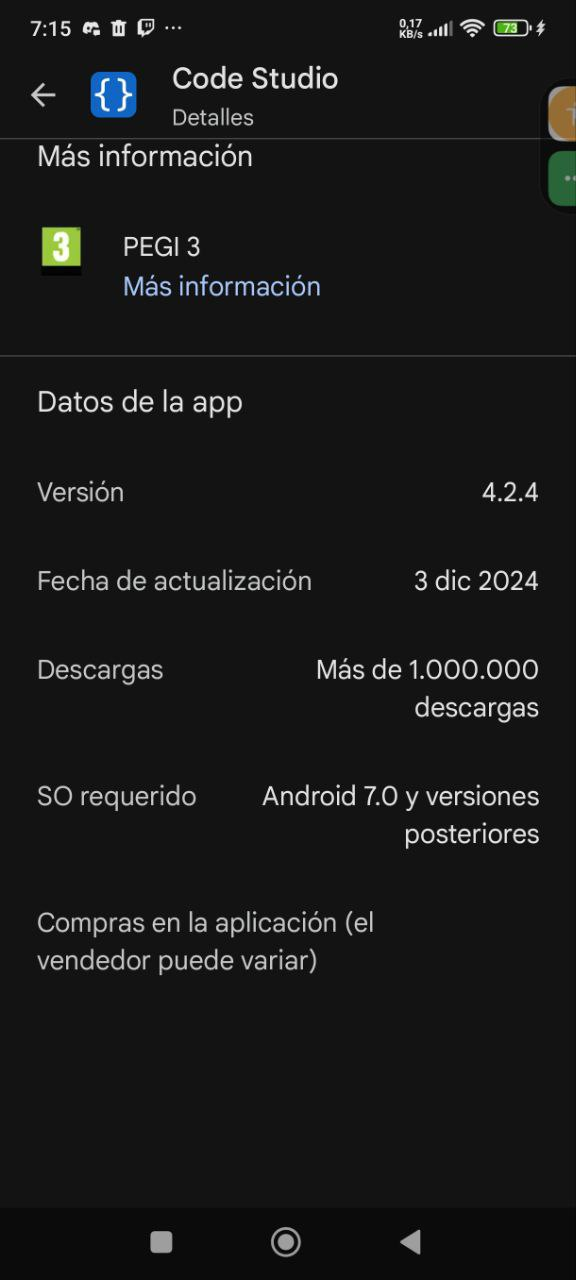 7:15
0,17
KB/s
73
{}
Code Studio
Detalles
Más información
3
PEGI 3
Más información
Datos de la app
Versión
4.2.4
Fecha de actualización
3 dic 2024
Descargas
Más de 1.000.000
descargas
SO requerido
Android 7.0 y versiones
posteriores
Compras en la aplicación (el
vendedor puede variar)